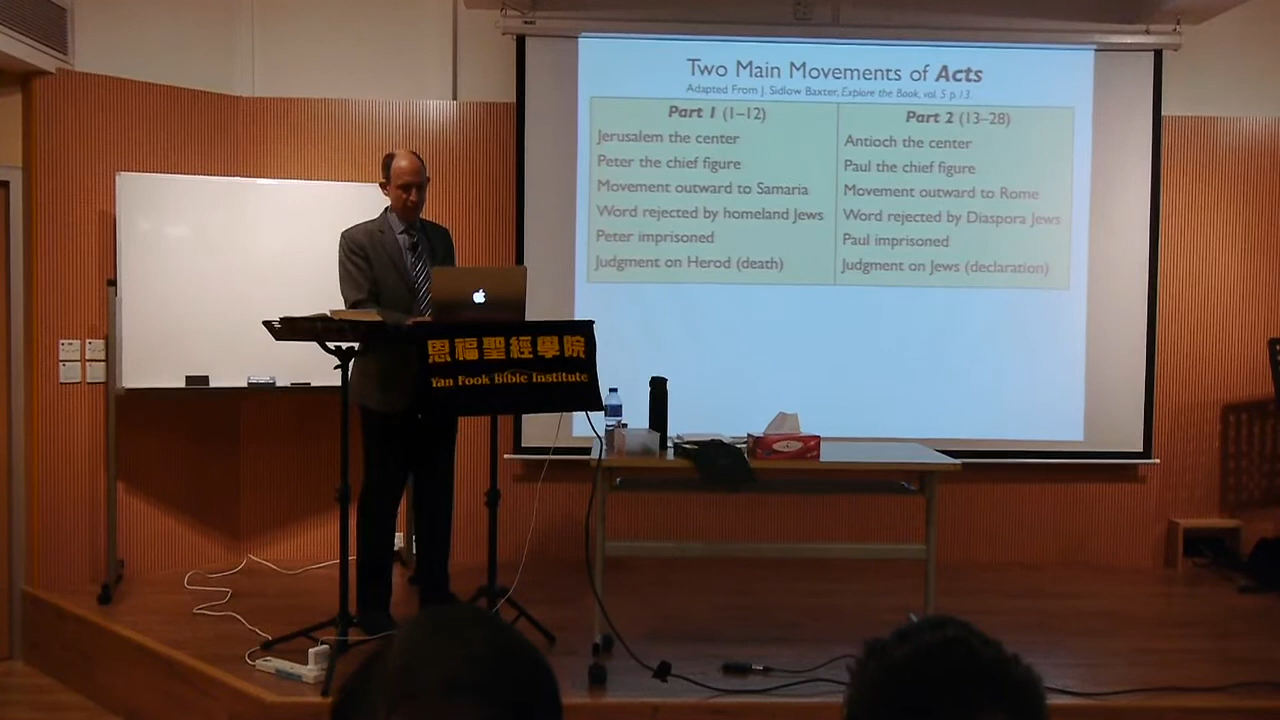 Two Main Movements of Acts
Adapted From J. Sidlow Baxter, Explore the Book, vol. 5 p.13.
Part 1 (1–12)
Jerusalem the center
Peter the chief figure
Movement outward to Samaria
Word rejected by homeland Jews
Peter imprisoned
Judgment on Herod (death)
Part 2 (13–28)
Antioch the center
Paul the chief figure
Movement outward to Rome
Word rejected by Diaspora Jews
Paul imprisoned
Judgment on Jews (declaration)
恩福聖經學院
Yan Fook Bible Institute